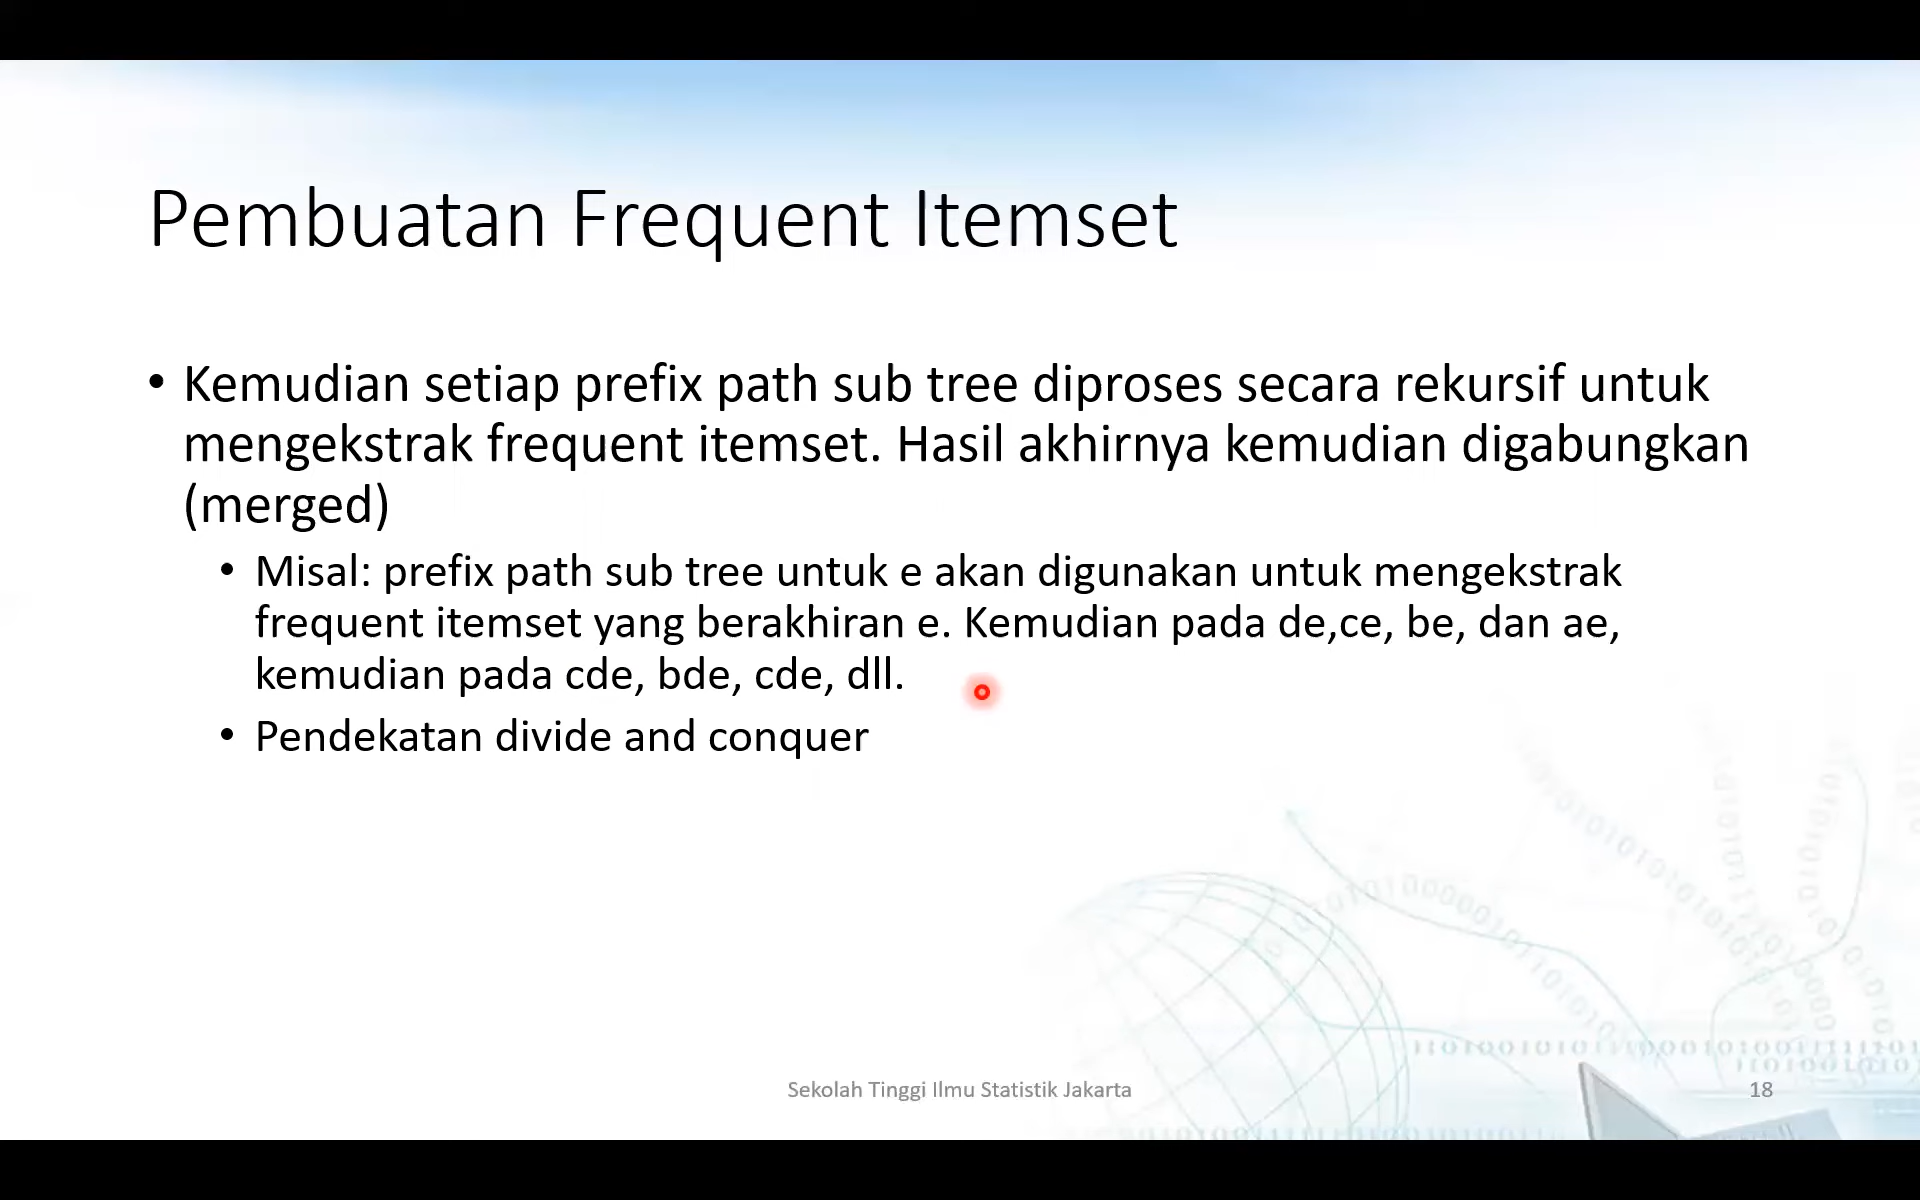 Pembuatan Frequent Itemset
• Kemudian setiap prefix path sub tree diproses secara rekursif untuk
mengekstrak frequent itemset. Hasil akhirnya kemudian digabungkan
(merged)
• Misal: prefix path sub tree untuk e akan digunakan untuk mengekstrak
frequent itemset yang berakhiran e. Kemudian pada de,ce, be, dan ae,
kemudian pada cde, bde, cde, dll.
• Pendekatan divide and conquer
Sekolah Tinggi Ilmu Statistik Jakarta
18